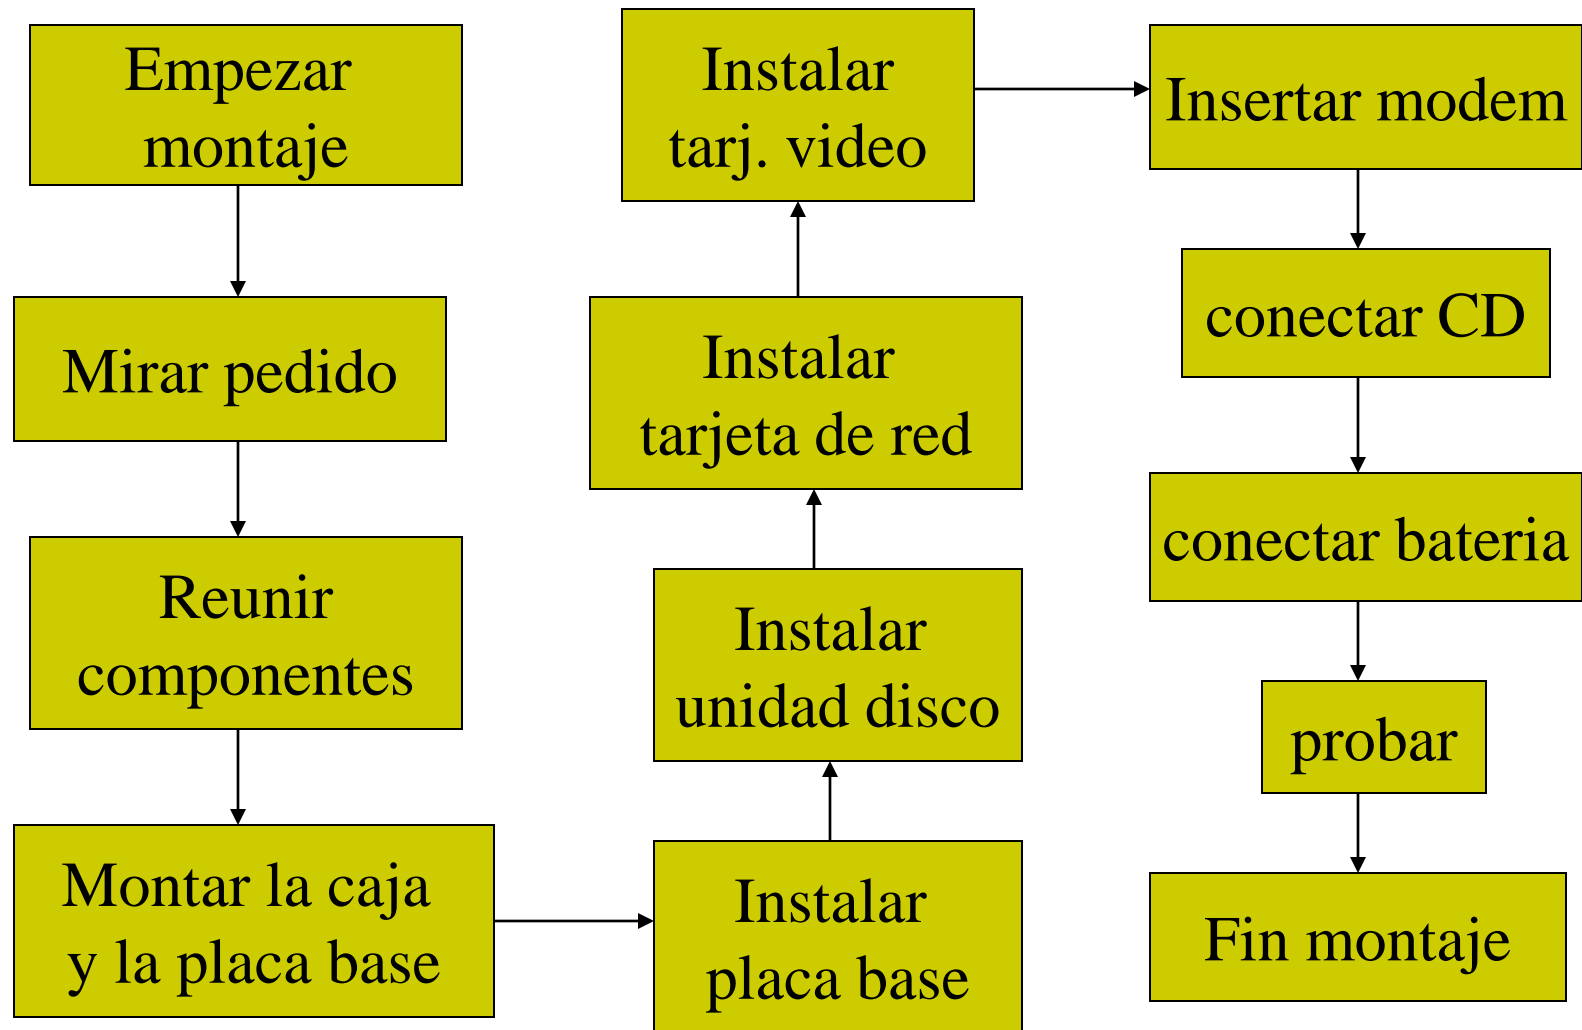 Empezar
montaje
Mirar pedido
Reunir
componentes
Montar la caja
y la placa base
Instalar
placa base
Instalar
unidad disco
Instalar
tarjeta de red
Instalar
tarj. video
Insertar modem
conectar CD
conectar bateria
probar
Fin montaje